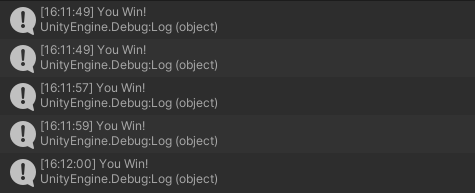 [16:11:49] You Win!
UnityEngine.Debug:Log (object)
[16:11:49] You Win!
UnityEngine.Debug:Log (object)
[16:11:57] You Win!
UnityEngine.Debug:Log (object)
[16:11:59] You Win!
UnityEngine.Debug:Log (object)
[16:12:00] You Win!
UnityEngine.Debug:Log (object)